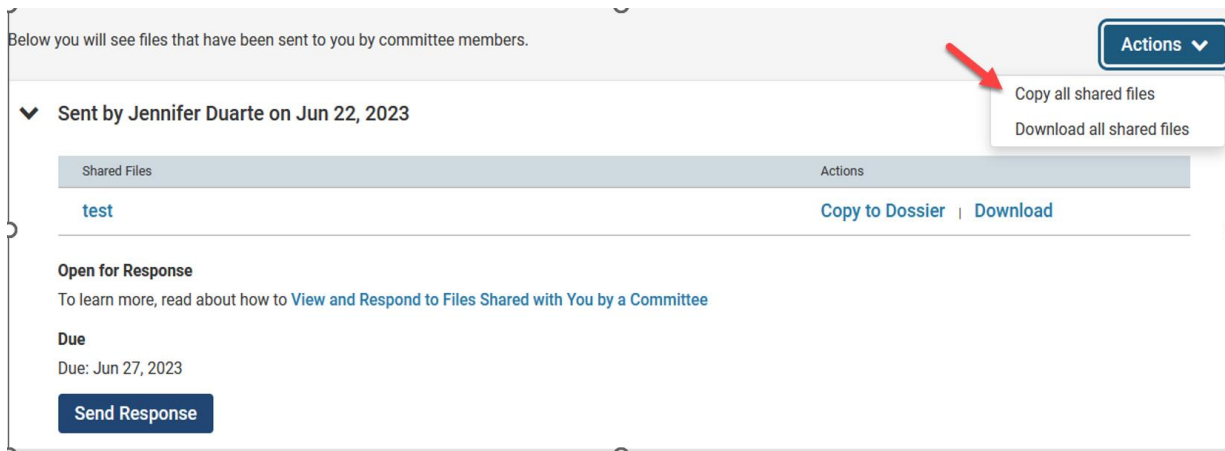 Below you will see files that have been sent to you by committee members.
Actions
Copy all shared files
Download all shared files
Sent by Jennifer Duarte on Jun 22, 2023
Shared Files Actions
test Copy to Dossier | Download
Open for Response
To learn more, read about how to View and Respond to Files Shared with You by a Committee
Due
Due: Jun 27, 2023
Send Response